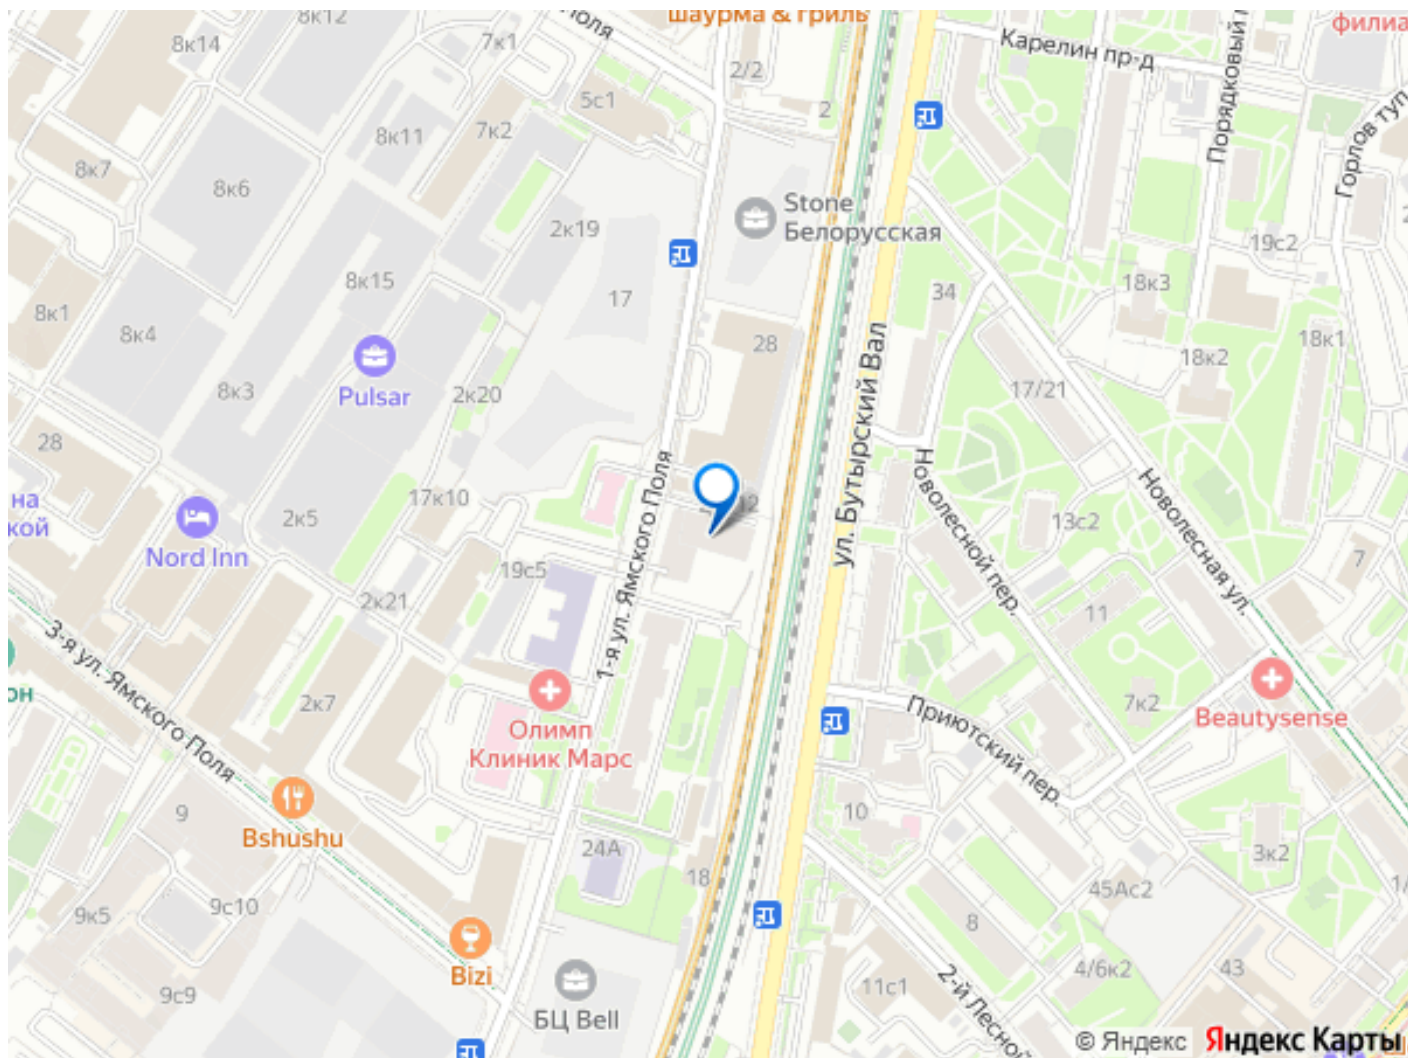 шаурма & гриль
филиа
8к12
7к1
Поля
8к14
2/2
Карелин пр-д
Порядковый
5с1
2
8к11
7к2
Горлов туп.
8к7
8к6
Stone
Белорусская
2к19
19с2
18к3
8к15
17
34
8к1
8к4
28
18к1
18к2
Pulsar
8к3
2к20
17/21
ул. Бутырский Вал
28
1-я ул. Ямского Поля
Новолесной пер.
Новолесная ул.
на
кой
17к10
2к5
12
13с2
Nord Inn
19с5
7
2к21
11
3-я ул. Ямского Поля
он
2к7
Олимп
Клиник Марс
7к2
Beautysense
Приютский пер.
Bshushu
9
10
24А
3к2
18
45Ас2
9к5
9с10
8
Bizi
4/6к2
43
9с9
11с1
2-й Лесной
БЦ Bell
© Яндекс Яндекс Карты